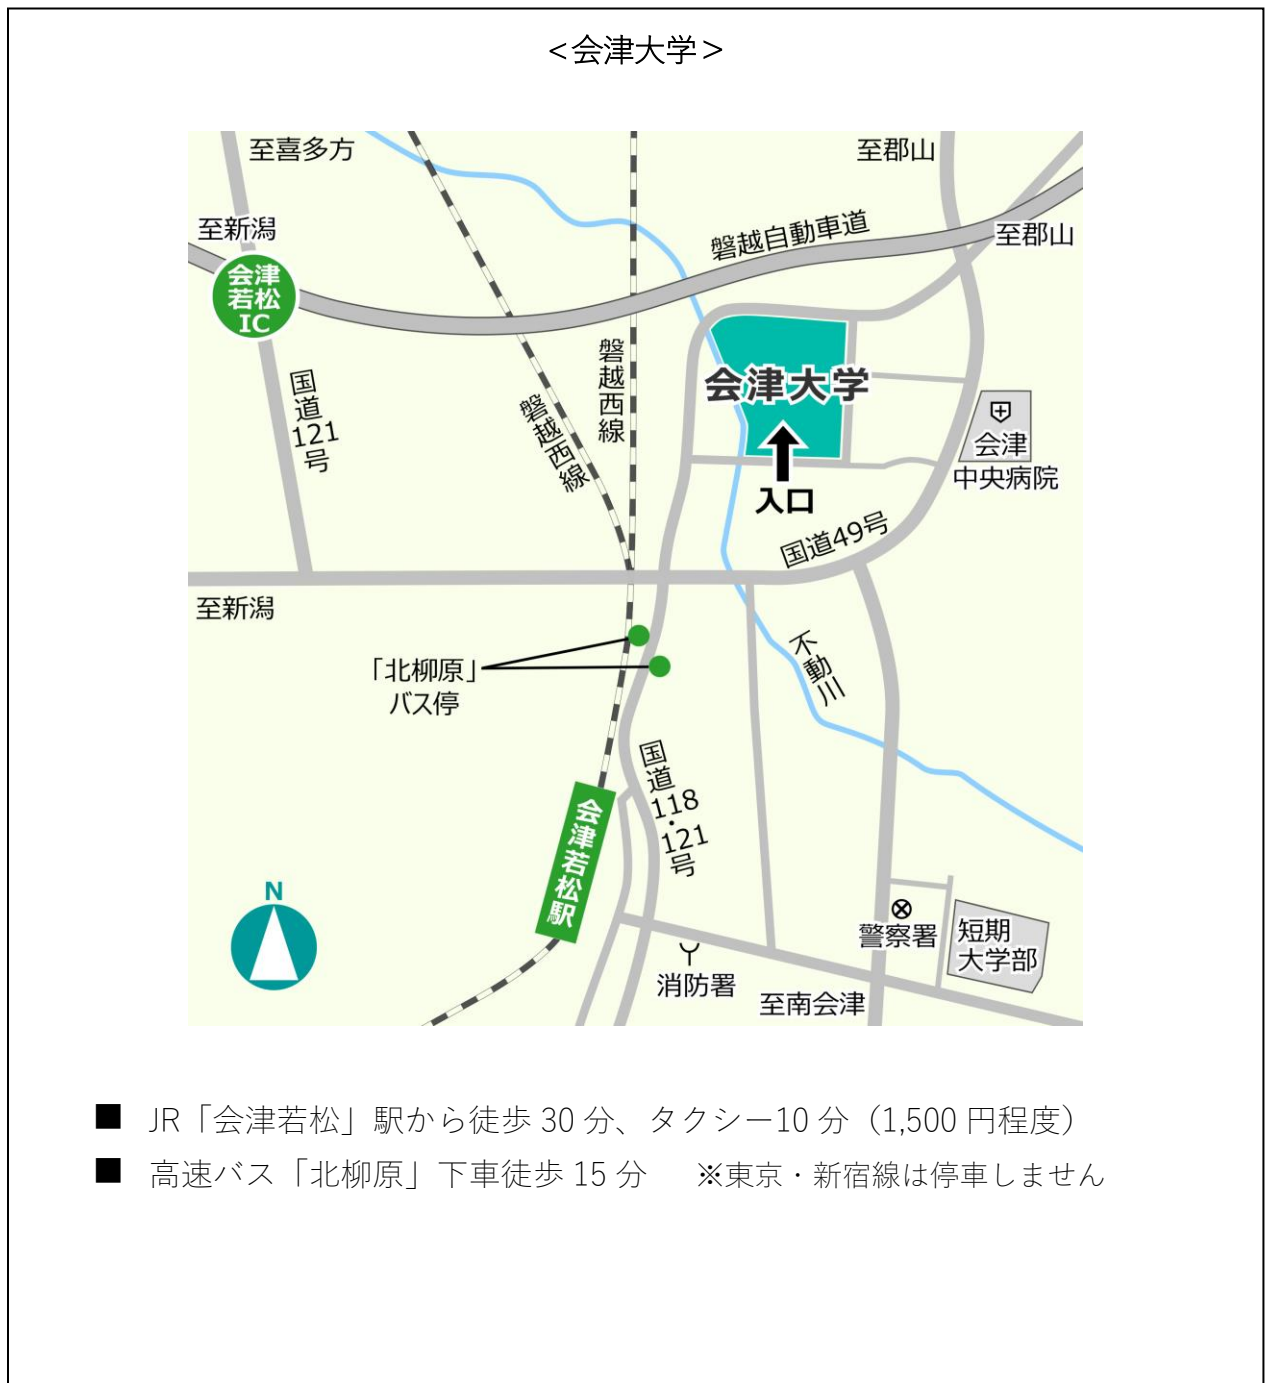 ＜会津大学＞
至喜多方
至郡山
至新潟
磐越自動車道
至郡山
会津
若松
IC
国道121号
磐越西線
磐越西線
会津大学
会津
中央病院
入口
国道49号
至新潟
「北柳原」
バス停
不動川
国道118・121号
会津若松駅
N
警察署
短期
大学部
消防署
至南会津
■ JR「会津若松」駅から徒歩 30 分、タクシー10 分（1,500 円程度）
■ 高速バス「北柳原」下車徒歩 15 分 ※東京・新宿線は停車しません